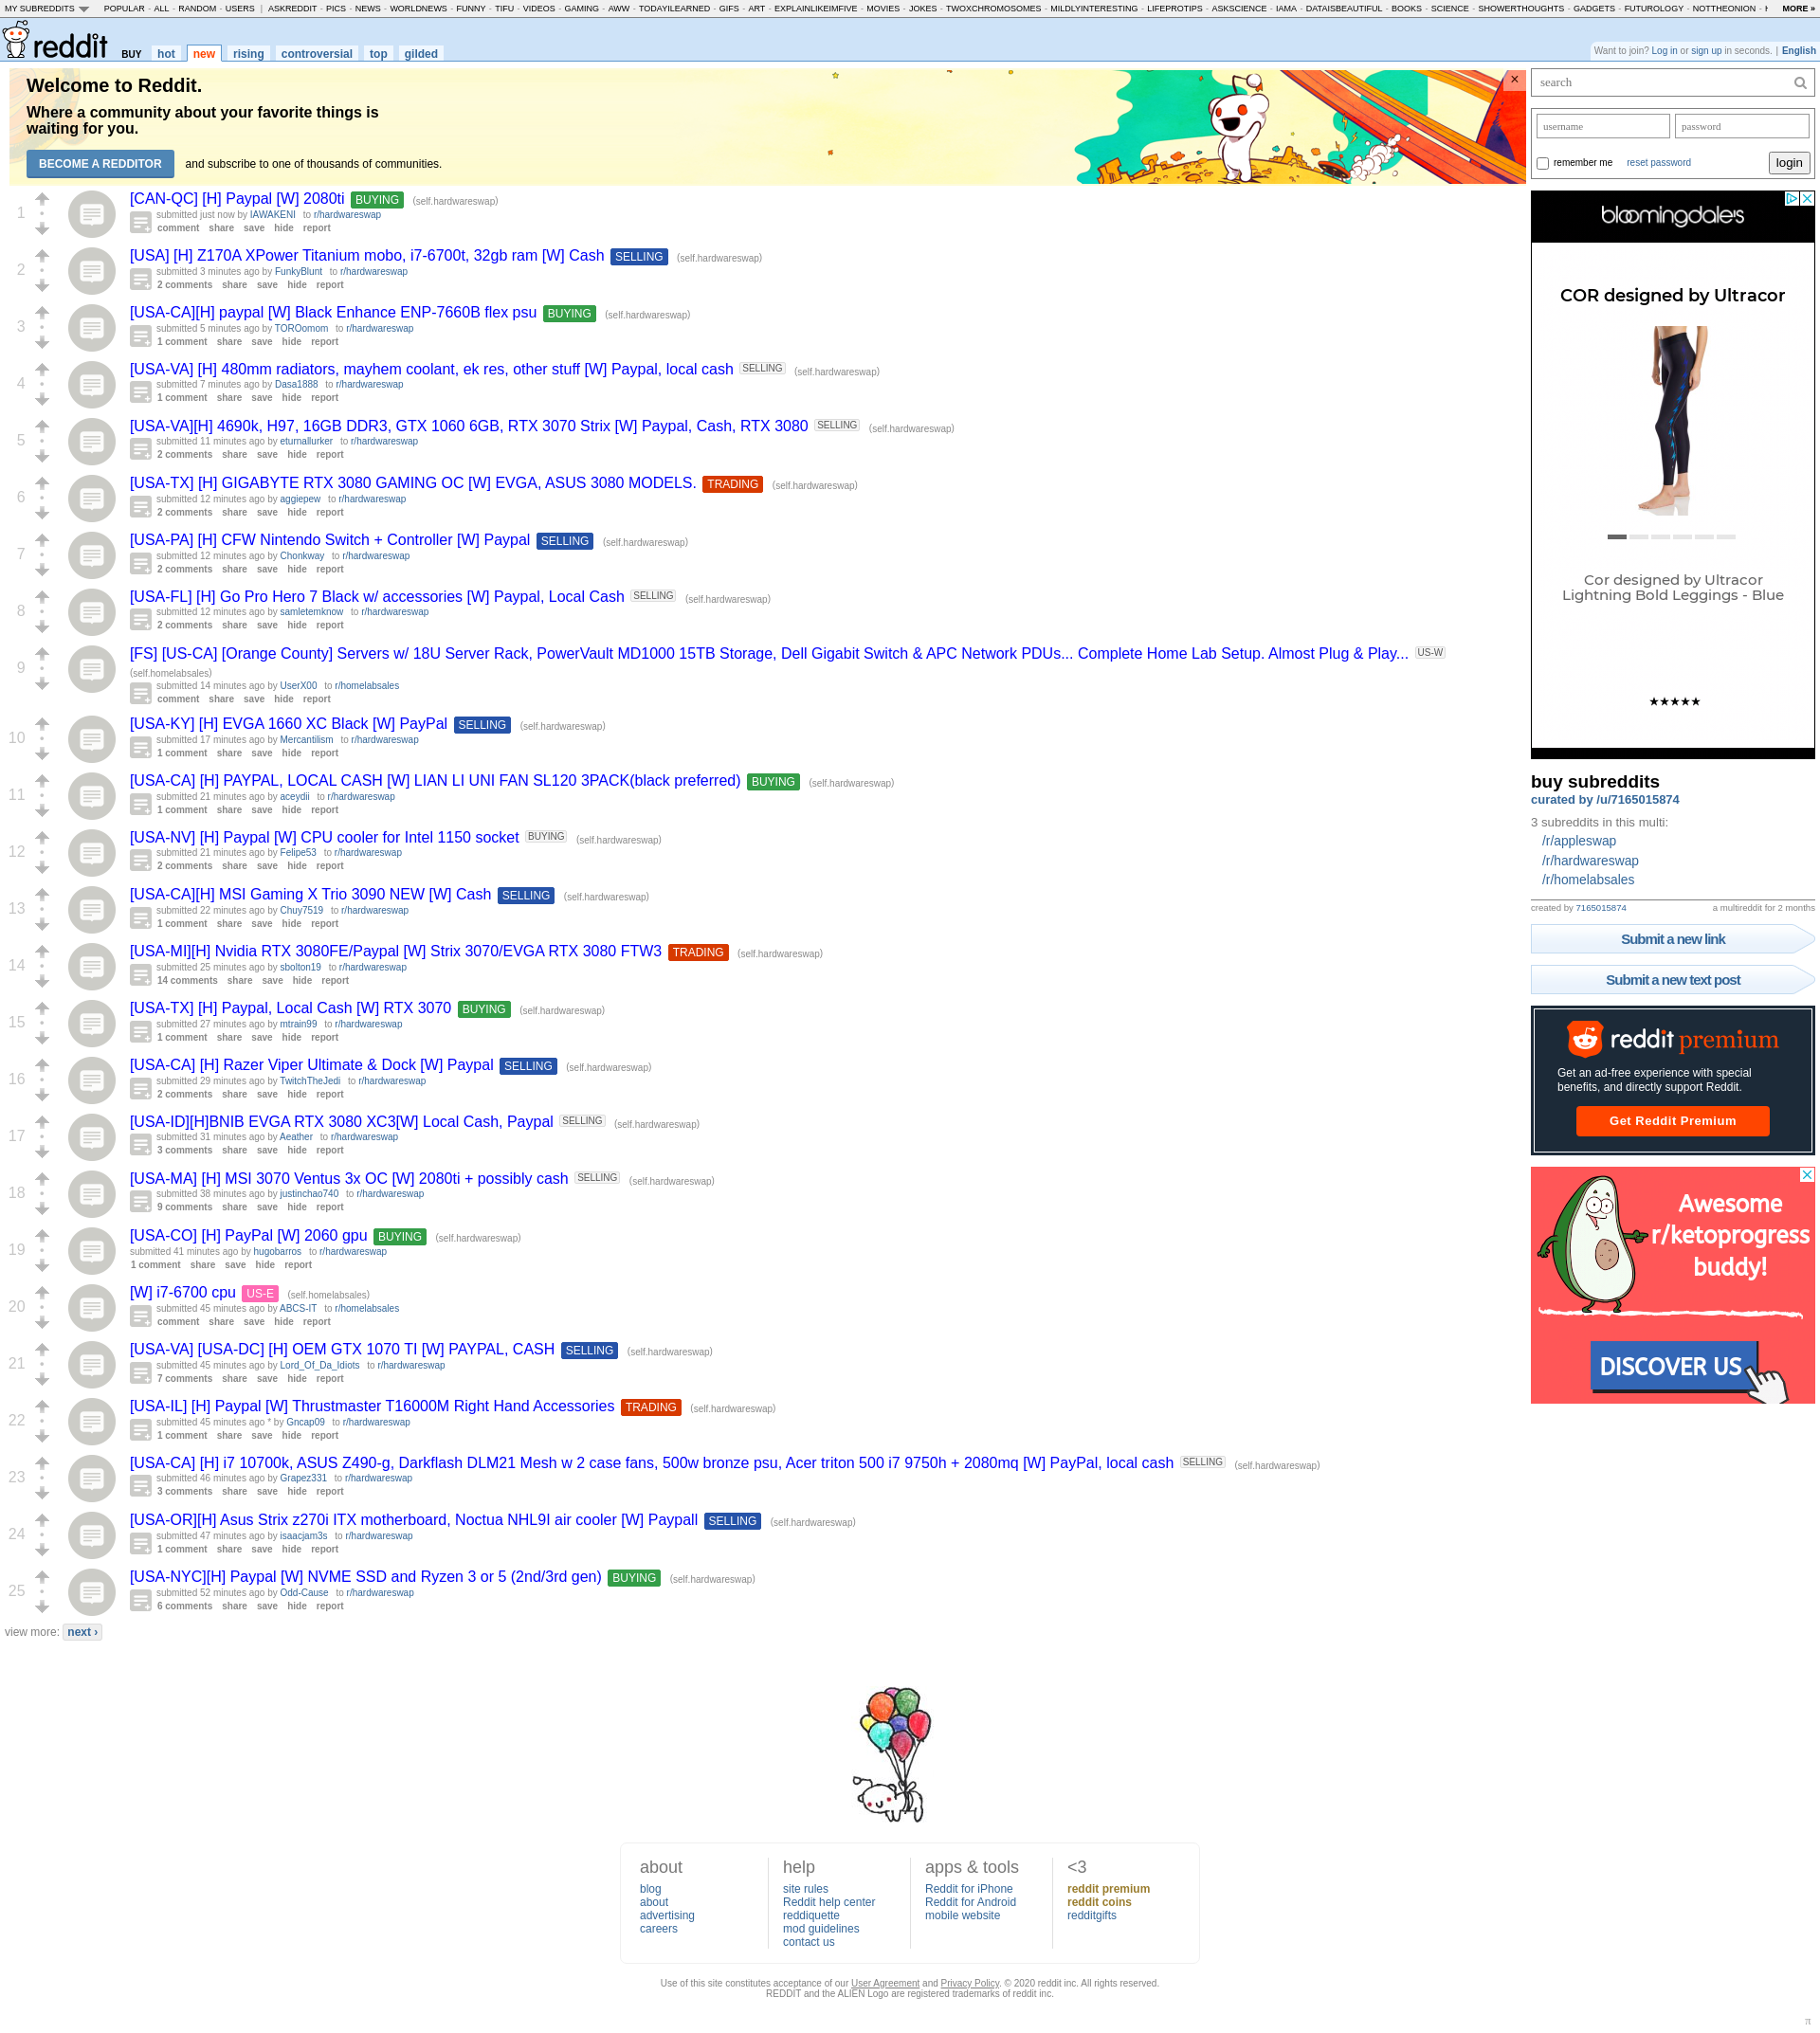 MY SUBREDDITS POPULAR - ALL - RANDOM - USERS | ASKREDDIT - PICS - NEWS - WORLDNEWS - FUNNY - TIFU - VIDEOS - GAMING - AWW - TODAYILEARNED - GIFS - ART - EXPLAINLIKEIMFIVE - MOVIES - JOKES - TWOXCHROMOSOMES - MILDLYINTERESTING - LIFEPROTIPS - ASKSCIENCE - IAMA - DATAISBEAUTIFUL - BOOKS - SCIENCE - SHOWERTHOUGHTS - GADGETS - FUTUROLOGY - NOTTHEONION - MORE »
reddit BUY hot new rising controversial top gilded
Want to join? Log in or sign up in seconds. | English
Welcome to Reddit.
Where a community about your favorite things is
waiting for you.
BECOME A REDDITOR and subscribe to one of thousands of communities.
×
1
[CAN-QC] [H] Paypal [W] 2080ti BUYING (self.hardwareswap)
submitted just now by IAWAKENI to r/hardwareswap
comment share save hide report
2
[USA] [H] Z170A XPower Titanium mobo, i7-6700t, 32gb ram [W] Cash SELLING (self.hardwareswap)
submitted 3 minutes ago by FunkyBlunt to r/hardwareswap
2 comments share save hide report
3
[USA-CA][H] paypal [W] Black Enhance ENP-7660B flex psu BUYING (self.hardwareswap)
submitted 5 minutes ago by TOROomom to r/hardwareswap
1 comment share save hide report
4
[USA-VA] [H] 480mm radiators, mayhem coolant, ek res, other stuff [W] Paypal, local cash SELLING (self.hardwareswap)
submitted 7 minutes ago by Dasa1888 to r/hardwareswap
1 comment share save hide report
5
[USA-VA][H] 4690k, H97, 16GB DDR3, GTX 1060 6GB, RTX 3070 Strix [W] Paypal, Cash, RTX 3080 SELLING (self.hardwareswap)
submitted 11 minutes ago by eturnallurker to r/hardwareswap
2 comments share save hide report
6
[USA-TX] [H] GIGABYTE RTX 3080 GAMING OC [W] EVGA, ASUS 3080 MODELS. TRADING (self.hardwareswap)
submitted 12 minutes ago by aggiepew to r/hardwareswap
2 comments share save hide report
7
[USA-PA] [H] CFW Nintendo Switch + Controller [W] Paypal SELLING (self.hardwareswap)
submitted 12 minutes ago by Chonkway to r/hardwareswap
2 comments share save hide report
8
[USA-FL] [H] Go Pro Hero 7 Black w/ accessories [W] Paypal, Local Cash SELLING (self.hardwareswap)
submitted 12 minutes ago by samletemknow to r/hardwareswap
2 comments share save hide report
9
[FS] [US-CA] [Orange County] Servers w/ 18U Server Rack, PowerVault MD1000 15TB Storage, Dell Gigabit Switch & APC Network PDUs... Complete Home Lab Setup. Almost Plug & Play... US-W
(self.homelabsales)
submitted 14 minutes ago by UserX00 to r/homelabsales
comment share save hide report
10
[USA-KY] [H] EVGA 1660 XC Black [W] PayPal SELLING (self.hardwareswap)
submitted 17 minutes ago by Mercantilism to r/hardwareswap
1 comment share save hide report
11
[USA-CA] [H] PAYPAL, LOCAL CASH [W] LIAN LI UNI FAN SL120 3PACK(black preferred) BUYING (self.hardwareswap)
submitted 21 minutes ago by aceydii to r/hardwareswap
1 comment share save hide report
12
[USA-NV] [H] Paypal [W] CPU cooler for Intel 1150 socket BUYING (self.hardwareswap)
submitted 21 minutes ago by Felipe53 to r/hardwareswap
2 comments share save hide report
13
[USA-CA][H] MSI Gaming X Trio 3090 NEW [W] Cash SELLING (self.hardwareswap)
submitted 22 minutes ago by Chuy7519 to r/hardwareswap
1 comment share save hide report
14
[USA-MI][H] Nvidia RTX 3080FE/Paypal [W] Strix 3070/EVGA RTX 3080 FTW3 TRADING (self.hardwareswap)
submitted 25 minutes ago by sbolton19 to r/hardwareswap
14 comments share save hide report
15
[USA-TX] [H] Paypal, Local Cash [W] RTX 3070 BUYING (self.hardwareswap)
submitted 27 minutes ago by mtrain99 to r/hardwareswap
1 comment share save hide report
16
[USA-CA] [H] Razer Viper Ultimate & Dock [W] Paypal SELLING (self.hardwareswap)
submitted 29 minutes ago by TwitchTheJedi to r/hardwareswap
2 comments share save hide report
17
[USA-ID][H]BNIB EVGA RTX 3080 XC3[W] Local Cash, Paypal SELLING (self.hardwareswap)
submitted 31 minutes ago by Aeather to r/hardwareswap
3 comments share save hide report
18
[USA-MA] [H] MSI 3070 Ventus 3x OC [W] 2080ti + possibly cash SELLING (self.hardwareswap)
submitted 38 minutes ago by justinchao740 to r/hardwareswap
9 comments share save hide report
19
[USA-CO] [H] PayPal [W] 2060 gpu BUYING (self.hardwareswap)
submitted 41 minutes ago by hugobarros to r/hardwareswap
1 comment share save hide report
20
[W] i7-6700 cpu US-E (self.homelabsales)
submitted 45 minutes ago by ABCS-IT to r/homelabsales
comment share save hide report
21
[USA-VA] [USA-DC] [H] OEM GTX 1070 TI [W] PAYPAL, CASH SELLING (self.hardwareswap)
submitted 45 minutes ago by Lord_Of_Da_Idiots to r/hardwareswap
7 comments share save hide report
22
[USA-IL] [H] Paypal [W] Thrustmaster T16000M Right Hand Accessories TRADING (self.hardwareswap)
submitted 45 minutes ago * by Gncap09 to r/hardwareswap
1 comment share save hide report
23
[USA-CA] [H] i7 10700k, ASUS Z490-g, Darkflash DLM21 Mesh w 2 case fans, 500w bronze psu, Acer triton 500 i7 9750h + 2080mq [W] PayPal, local cash SELLING (self.hardwareswap)
submitted 46 minutes ago by Grapez331 to r/hardwareswap
3 comments share save hide report
24
[USA-OR][H] Asus Strix z270i ITX motherboard, Noctua NHL9I air cooler [W] Paypall SELLING (self.hardwareswap)
submitted 47 minutes ago by isaacjam3s to r/hardwareswap
1 comment share save hide report
25
[USA-NYC][H] Paypal [W] NVME SSD and Ryzen 3 or 5 (2nd/3rd gen) BUYING (self.hardwareswap)
submitted 52 minutes ago by Odd-Cause to r/hardwareswap
6 comments share save hide report
view more: next ›
search
username password
remember me reset password login
bloomingdale's
COR designed by Ultracor
Cor designed by Ultracor
Lightning Bold Leggings - Blue
★★★★★
buy subreddits
curated by /u/7165015874
3 subreddits in this multi:
/r/appleswap
/r/hardwareswap
/r/homelabsales
created by 7165015874 a multireddit for 2 months
Submit a new link
Submit a new text post
reddit premium
Get an ad-free experience with special
benefits, and directly support Reddit.
Get Reddit Premium
Awesome
r/ketoprogress
buddy!
DISCOVER US
about
blog
about
advertising
careers
help
site rules
Reddit help center
reddiquette
mod guidelines
contact us
apps & tools
Reddit for iPhone
Reddit for Android
mobile website
<3
reddit premium
reddit coins
redditgifts
Use of this site constitutes acceptance of our User Agreement and Privacy Policy. © 2020 reddit inc. All rights reserved.
REDDIT and the ALIEN Logo are registered trademarks of reddit inc.
π